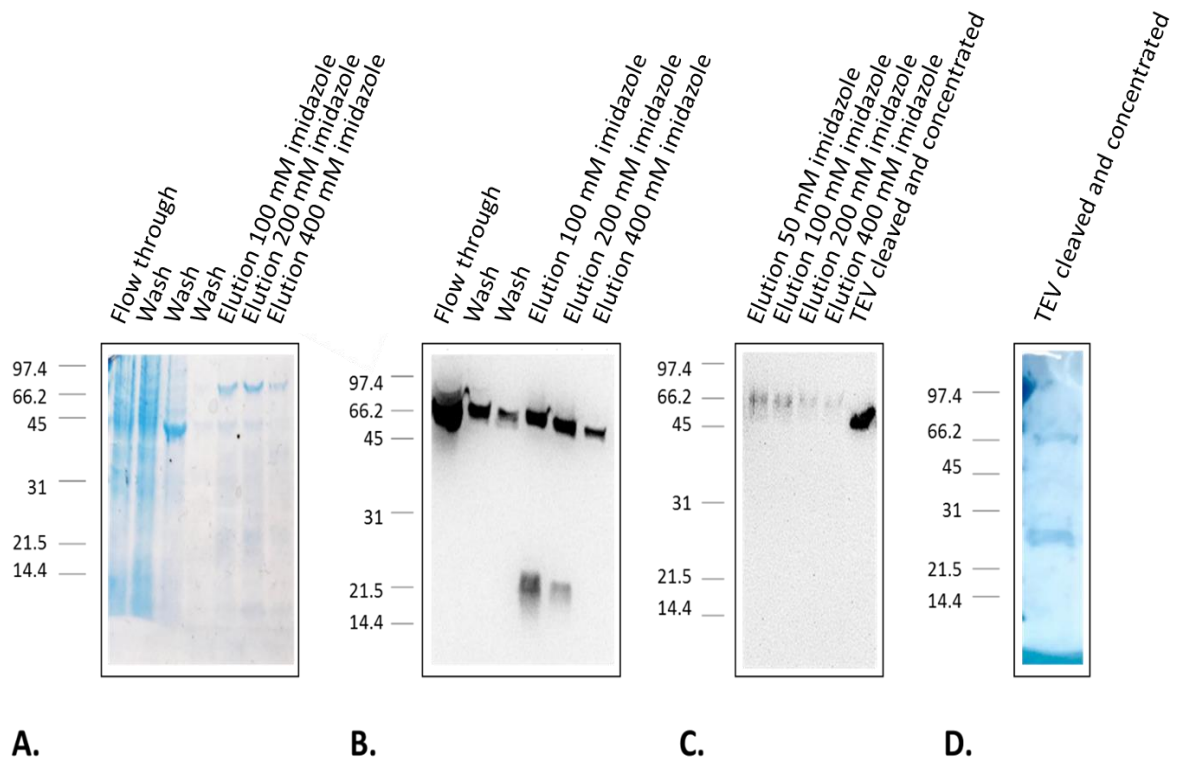 Flow through
Wash
Wash
Wash
Elution 100 mM imidazole
Elution 200 mM imidazole
Elution 400 mM imidazole
97.4
66.2
45
31
21.5
14.4
A.
Flow through
Wash
Wash
Elution 100 mM imidazole
Elution 200 mM imidazole
Elution 400 mM imidazole
97.4
66.2
45
31
21.5
14.4
B.
Elution 50 mM imidazole
Elution 100 mM imidazole
Elution 200 mM imidazole
Elution 400 mM imidazole
TEV cleaved and concentrated
97.4
66.2
45
31
21.5
14.4
C.
TEV cleaved and concentrated
97.4
66.2
45
31
21.5
14.4
D.